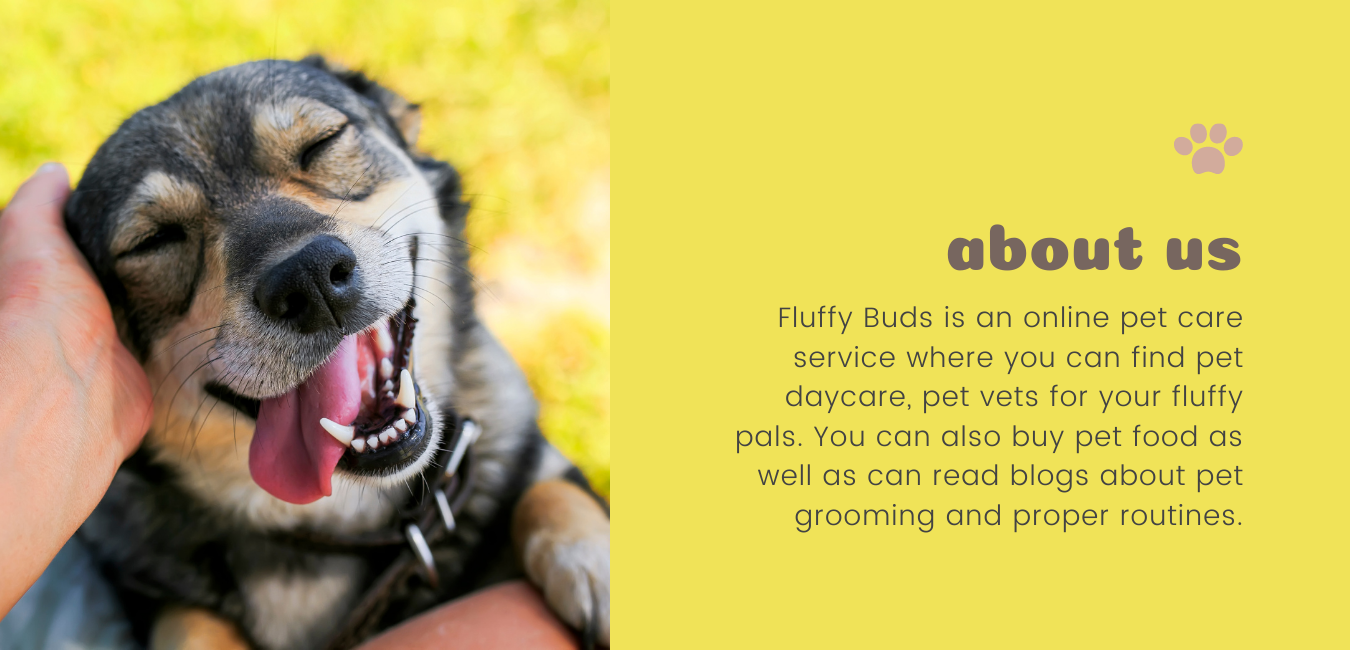 about us
Fluffy Buds is an online pet care
service where you can find pet
daycare, pet vets for your fluffy
pals. You can also buy pet food as
well as can read blogs about pet
grooming and proper routines.